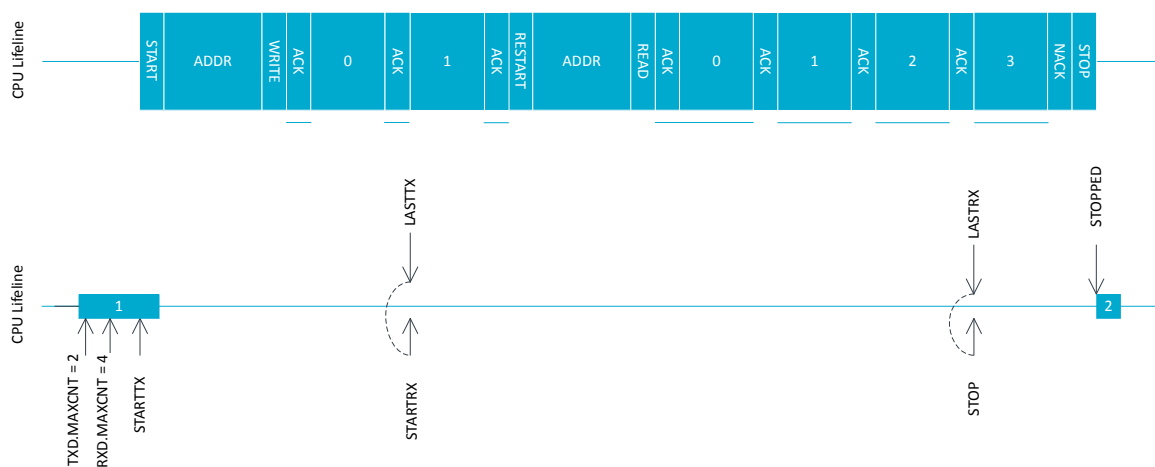 CPU Lifeline
START
ADDR
WRITE
ACK
0
ACK
1
ACK
RESTART
ADDR
READ
ACK
0
ACK
1
ACK
2
ACK
3
NACK
STOP
LASTTX
LASTRX
STOPPED
CPU Lifeline
1
2
TXD.MAXCNT = 2
RXD.MAXCNT = 4
STARTTX
STARTRX
STOP